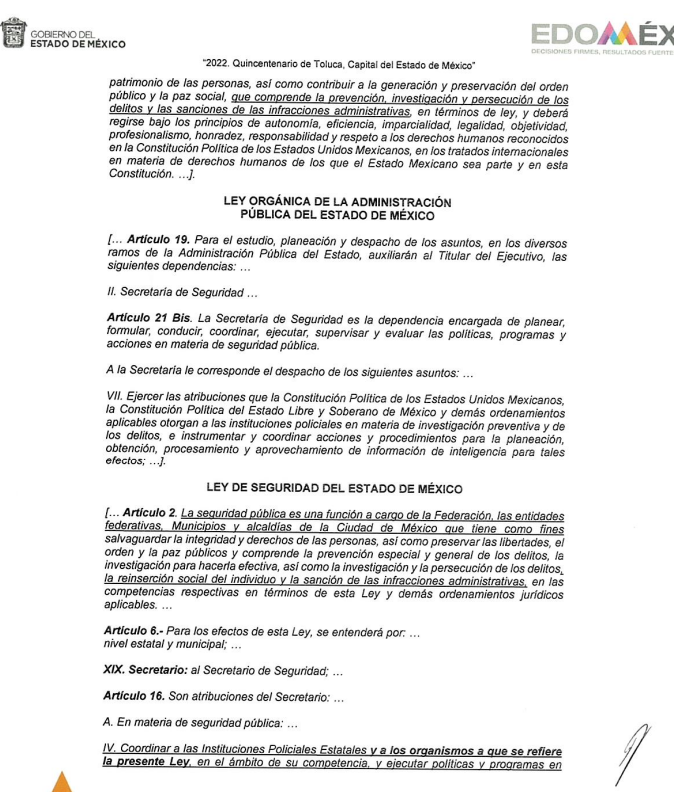 GOBIERNO DEL
ESTADO DE MÉXICO
EDOMÉX
DECISIONES FIRMES, RESULTADOS FUERTES
"2022. Quincentenario de Toluca, Capital del Estado de México"
patrimonio de las personas, así como contribuir a la generación y preservación del orden
público y la paz social, que comprende la prevención, investigación y persecución de los
delitos y las sanciones de las infracciones administrativas, en términos de ley, y deberá
regirse bajo los principios de autonomía, eficiencia, imparcialidad, legalidad, objetividad,
profesionalismo, honradez, responsabilidad y respeto a los derechos humanos reconocidos
en la Constitución Política de los Estados Unidos Mexicanos, en los tratados internacionales
en materia de derechos humanos de los que el Estado Mexicano sea parte y en esta
Constitución. …].
LEY ORGÁNICA DE LA ADMINISTRACIÓN
PÚBLICA DEL ESTADO DE MÉXICO
[… Artículo 19. Para el estudio, planeación y despacho de los asuntos, en los diversos
ramos de la Administración Pública del Estado, auxiliarán al Titular del Ejecutivo, las
siguientes dependencias: …
II. Secretaría de Seguridad …
Artículo 21 Bis. La Secretaría de Seguridad es la dependencia encargada de planear,
formular, conducir, coordinar, ejecutar, supervisar y evaluar las políticas, programas y
acciones en materia de seguridad pública.
A la Secretaría le corresponde el despacho de los siguientes asuntos: …
VII. Ejercer las atribuciones que la Constitución Política de los Estados Unidos Mexicanos,
la Constitución Política del Estado Libre y Soberano de México y demás ordenamientos
aplicables otorgan a las instituciones policiales en materia de investigación preventiva y de
los delitos, e instrumentar y coordinar acciones y procedimientos para la planeación,
obtención, procesamiento y aprovechamiento de información de inteligencia para tales
efectos; …].
LEY DE SEGURIDAD DEL ESTADO DE MÉXICO
[… Artículo 2. La seguridad pública es una función a cargo de la Federación, las entidades
federativas, Municipios y alcaldías de la Ciudad de México que tiene como fines
salvaguardar la integridad y derechos de las personas, así como preservar las libertades, el
orden y la paz públicos y comprende la prevención especial y general de los delitos, la
investigación para hacerla efectiva, así como la investigación y la persecución de los delitos,
la reinserción social del individuo y la sanción de las infracciones administrativas, en las
competencias respectivas en términos de esta Ley y demás ordenamientos jurídicos
aplicables. …
Artículo 6.- Para los efectos de esta Ley, se entenderá por: …
nivel estatal y municipal; …
XIX. Secretario: al Secretario de Seguridad; …
Artículo 16. Son atribuciones del Secretario: …
A. En materia de seguridad pública: …
IV. Coordinar a las Instituciones Policiales Estatales y a los organismos a que se refiere
la presente Ley, en el ámbito de su competencia, y ejecutar políticas y programas en